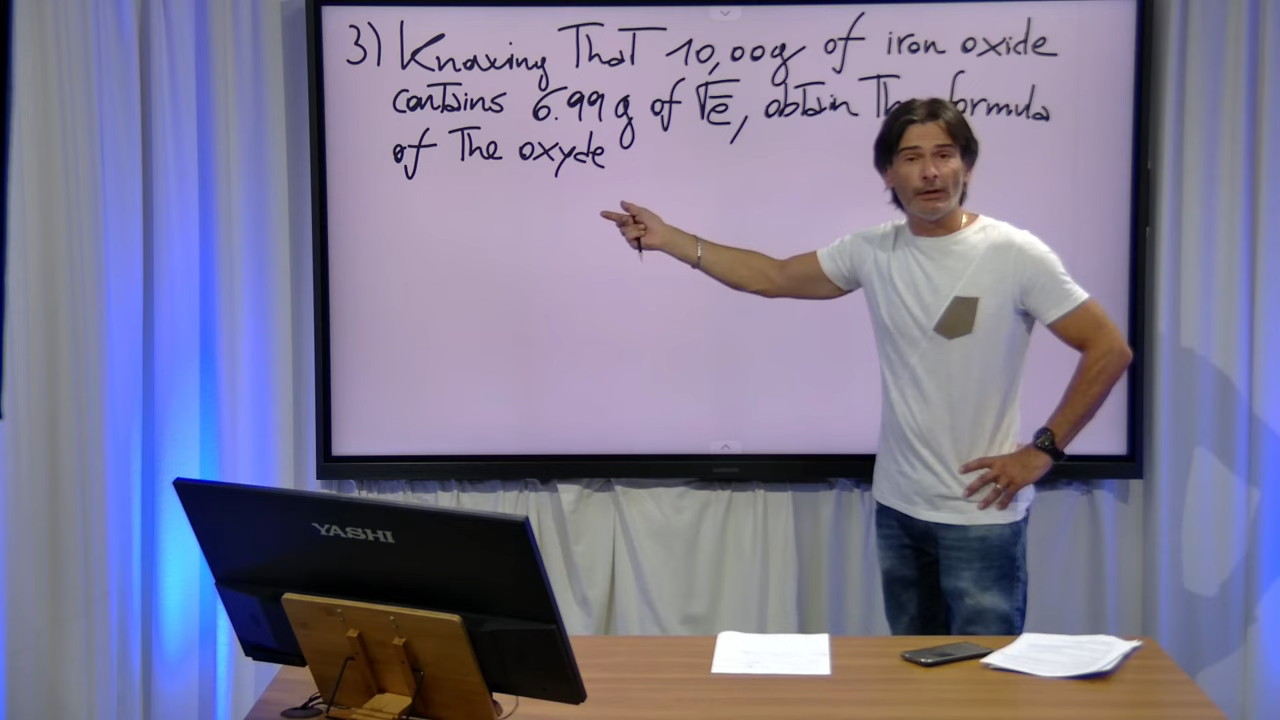 3) Knowing That 10,00g of iron oxide
contains 6.99 g of Fe, obtain The formula
of The oxyde
YASHI